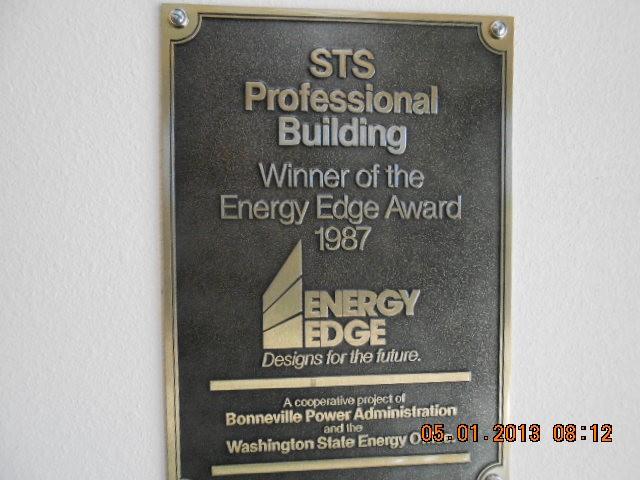 STS
Professional
Building
Winner of the
Energy Edge Award
1987
ENERGY
EDGE
Designs for the future.
A cooperative project of
Bonneville Power Administration
and the
Washington State Energy
05.01.2013 08:12